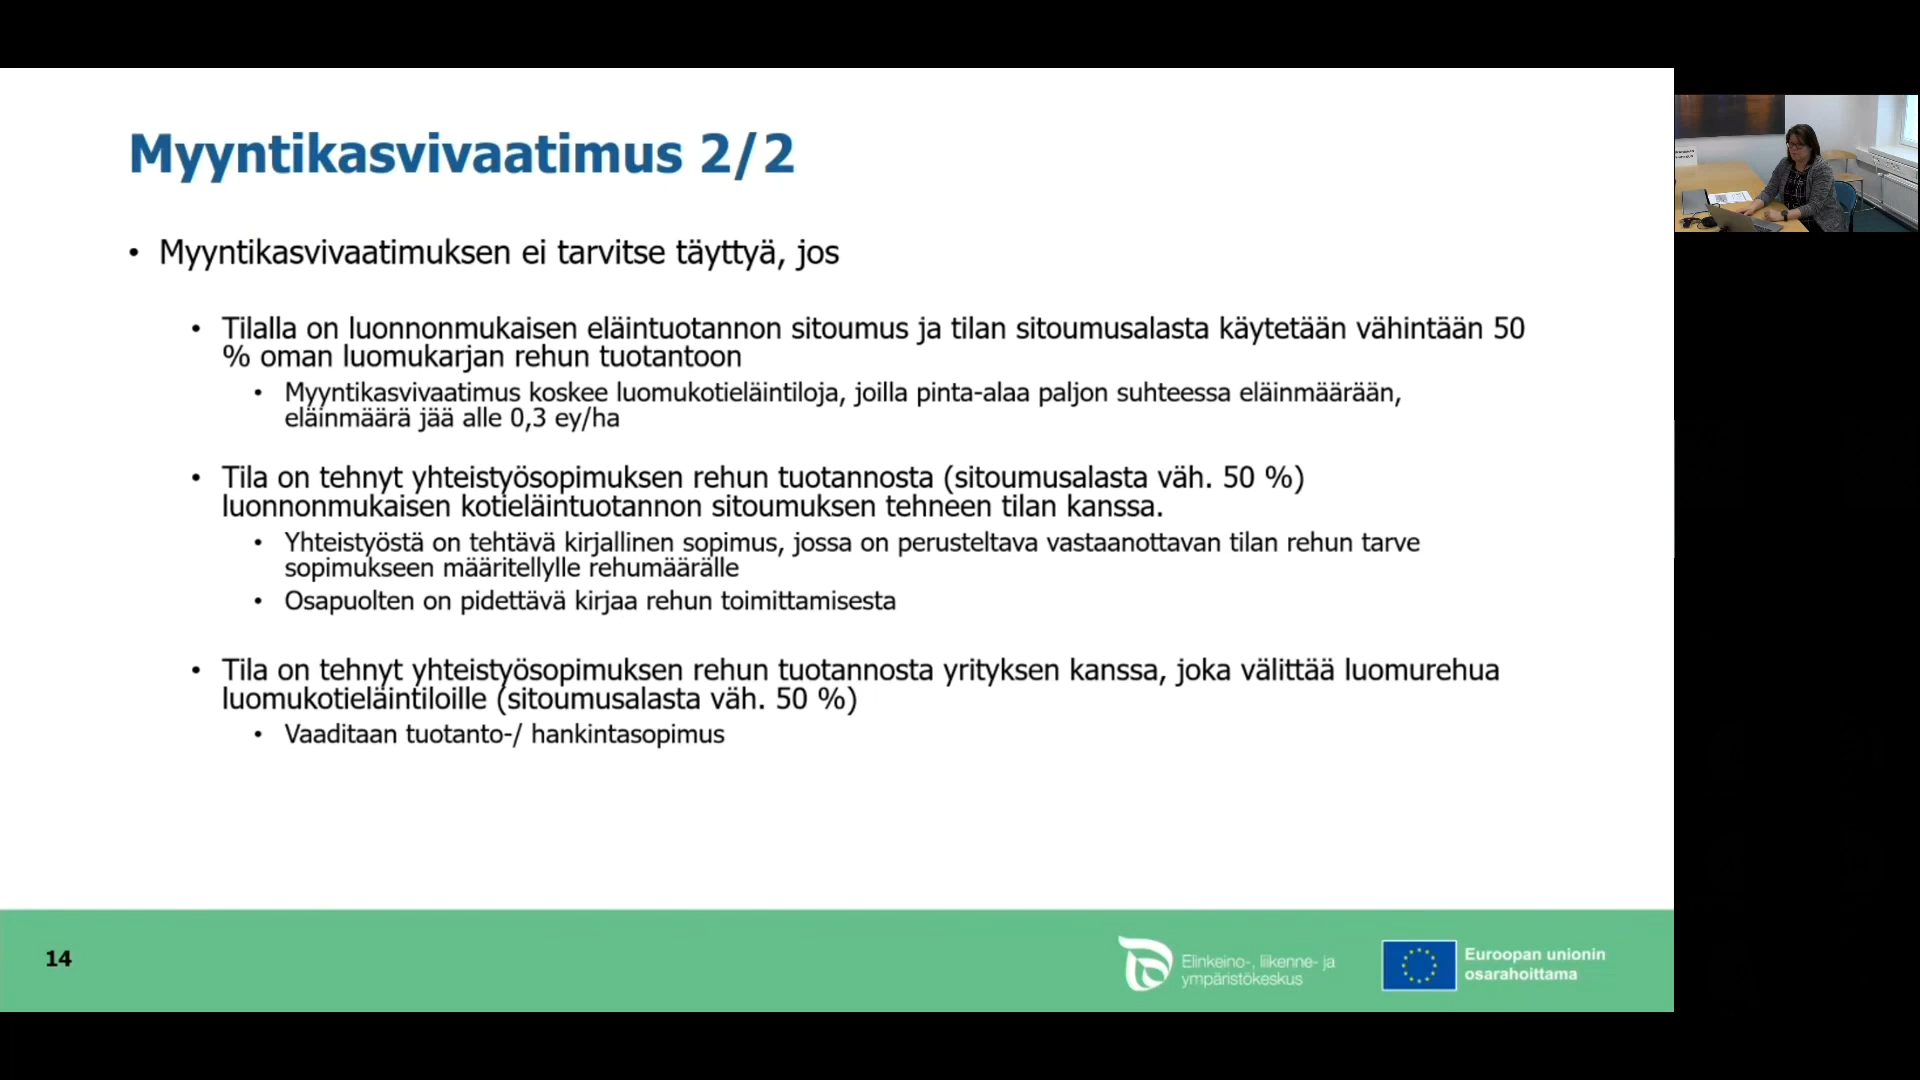 Myyntikasvivaatimus 2/2
• Myyntikasvivaatimuksen ei tarvitse täyttyä, jos
• Tilalla on luonnonmukaisen eläintuotannon sitoumus ja tilan sitoumusalasta käytetään vähintään 50
% oman luomukarjan rehun tuotantoon
• Myyntikasvivaatimus koskee luomukotieläintiloja, joilla pinta-alaa paljon suhteessa eläinmäärään,
eläinmäärä jää alle 0,3 ey/ha
• Tila on tehnyt yhteistyösopimuksen rehun tuotannosta (sitoumusalasta väh. 50 %)
luonnonmukaisen kotieläintuotannon sitoumuksen tehneen tilan kanssa.
• Yhteistyöstä on tehtävä kirjallinen sopimus, jossa on perusteltava vastaanottavan tilan rehun tarve
sopimukseen määritellylle rehumäärälle
• Osapuolten on pidettävä kirjaa rehun toimittamisesta
• Tila on tehnyt yhteistyösopimuksen rehun tuotannosta yrityksen kanssa, joka välittää luomurehua
luomukotieläintiloille (sitoumusalasta väh. 50 %)
• Vaaditaan tuotanto-/ hankintasopimus
14
Elinkeino-, liikenne- ja
ympäristökeskus
Euroopan unionin
osarahoittama